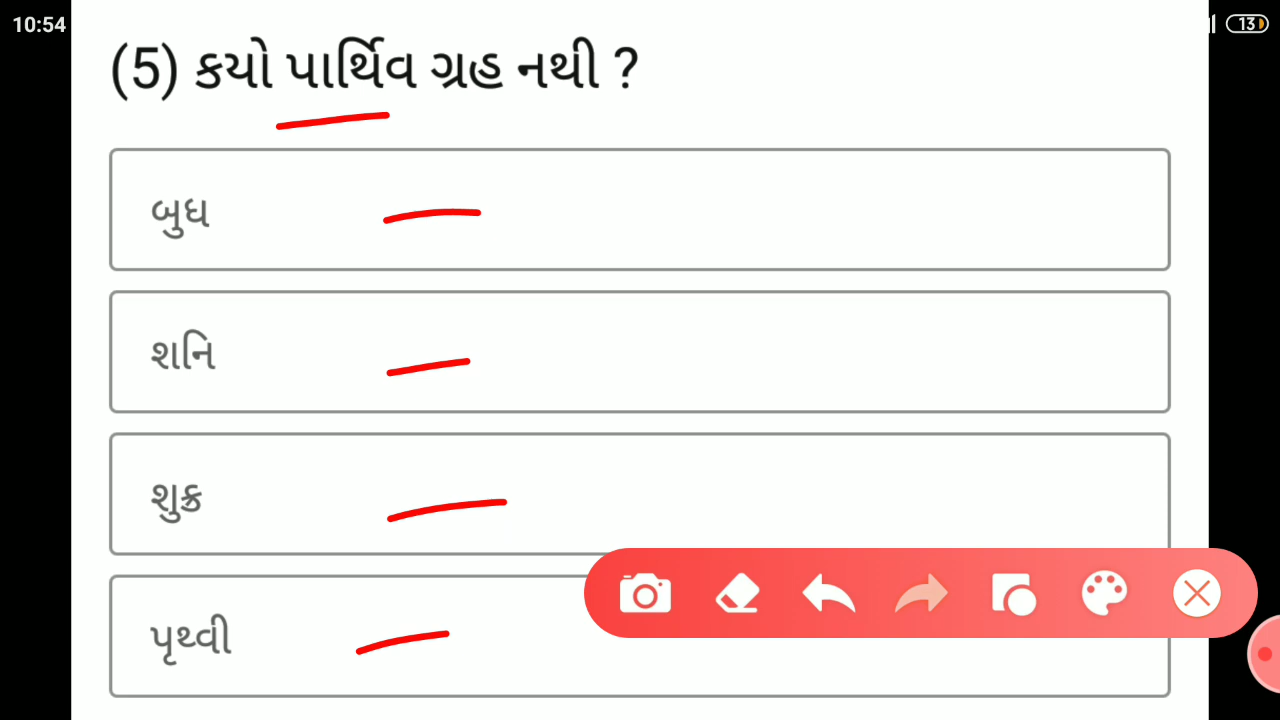 10:54
13
(5) કયો પાર્થિવ ગ્રહ નથી ?
બુધ
શનિ
શુક્ર
પૃથ્વી